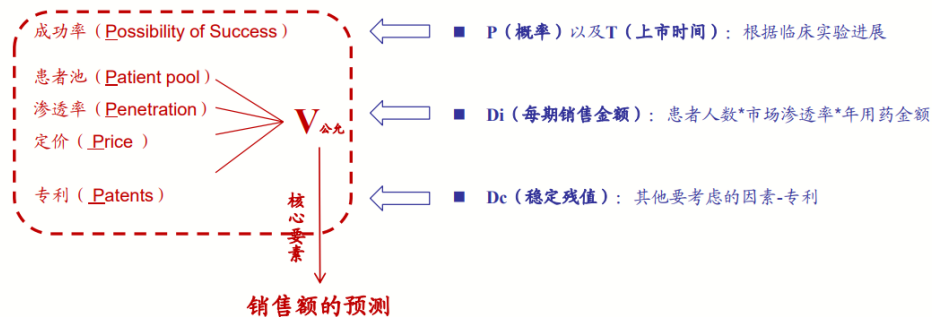 成功率（Possibility of Success）
■ P（概率）以及T（上市时间）：根据临床实验进展
患者池（Patient pool）
渗透率（Penetration）
定价（Price）
V公允
■ Di（每期销售金额）：患者人数*市场渗透率*年用药金额
专利（Patents）
■ Dc（稳定残值）：其他要考虑的因素-专利
核心要素
销售额的预测